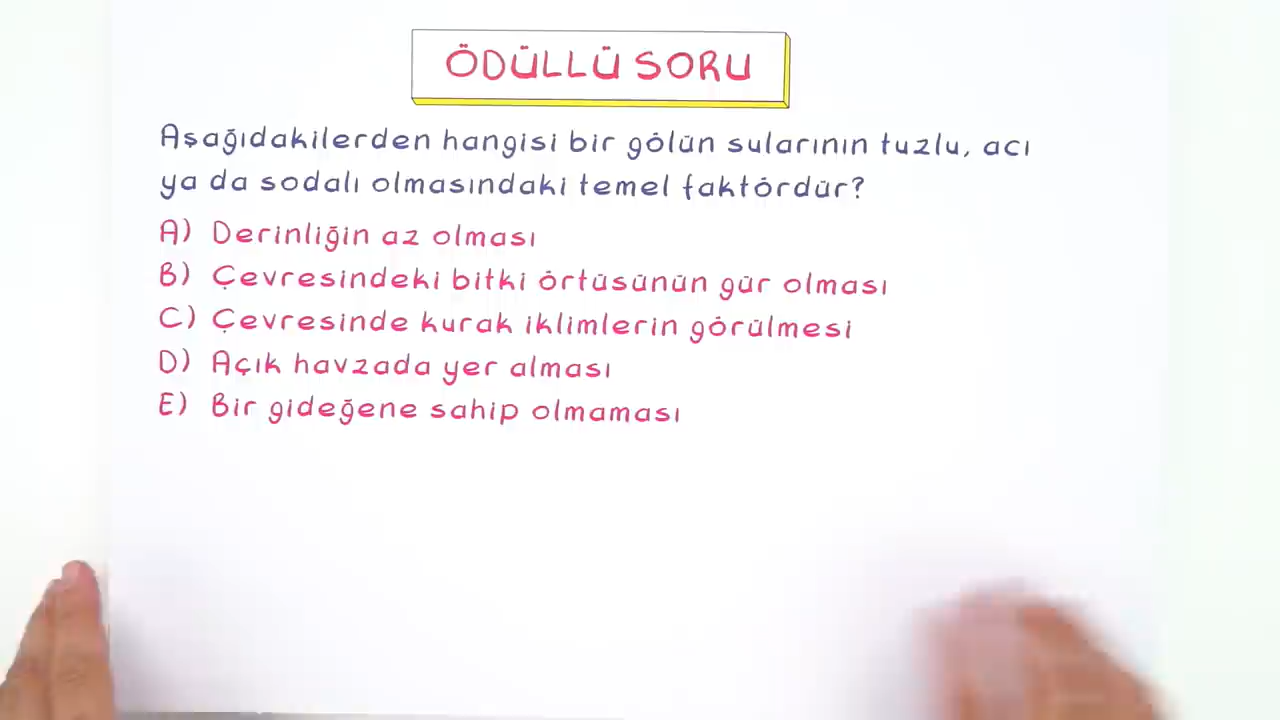 ÖDÜLLÜ SORU
Aşağıdakilerden hangisi bir gölün sularının tuzlu, acı
ya da sodalı olmasındaki temel faktördür?
A) Derinliğin az olması
B) Çevresindeki bitki örtüsünün gür olması
C) Çevresinde kurak iklimlerin görülmesi
D) Açık havzada yer alması
E) Bir gideğene sahip olmaması